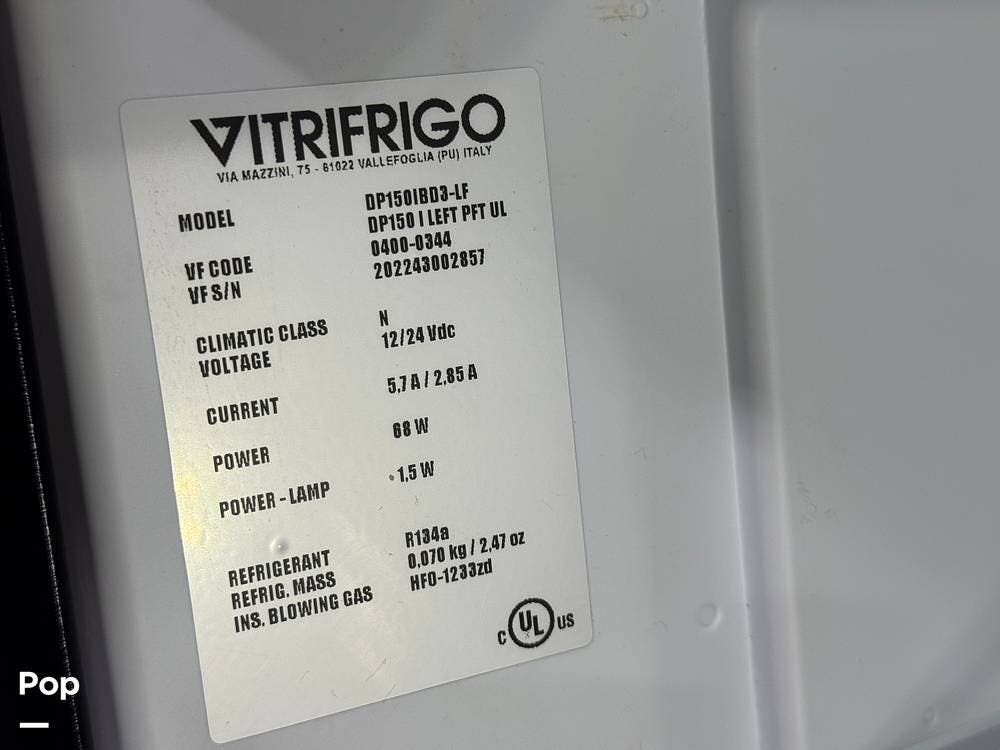 VITRIFRIGO
VIA MAZZINI, 75 - 61022 VALLEFOGLIA (PU) ITALY
MODEL DP150IBD3-LF
DP150 I LEFT PFT UL
VF CODE 0400-0344
VF S/N 202243002857
CLIMATIC CLASS N
VOLTAGE 12/24 Vdc
CURRENT 5,7 A / 2,85 A
POWER 68 W
POWER - LAMP 1,5 W
REFRIGERANT R134a
REFRIG. MASS 0,070 kg / 2,47 oz
INS. BLOWING GAS HFO-1233zd
C UL US
Pop